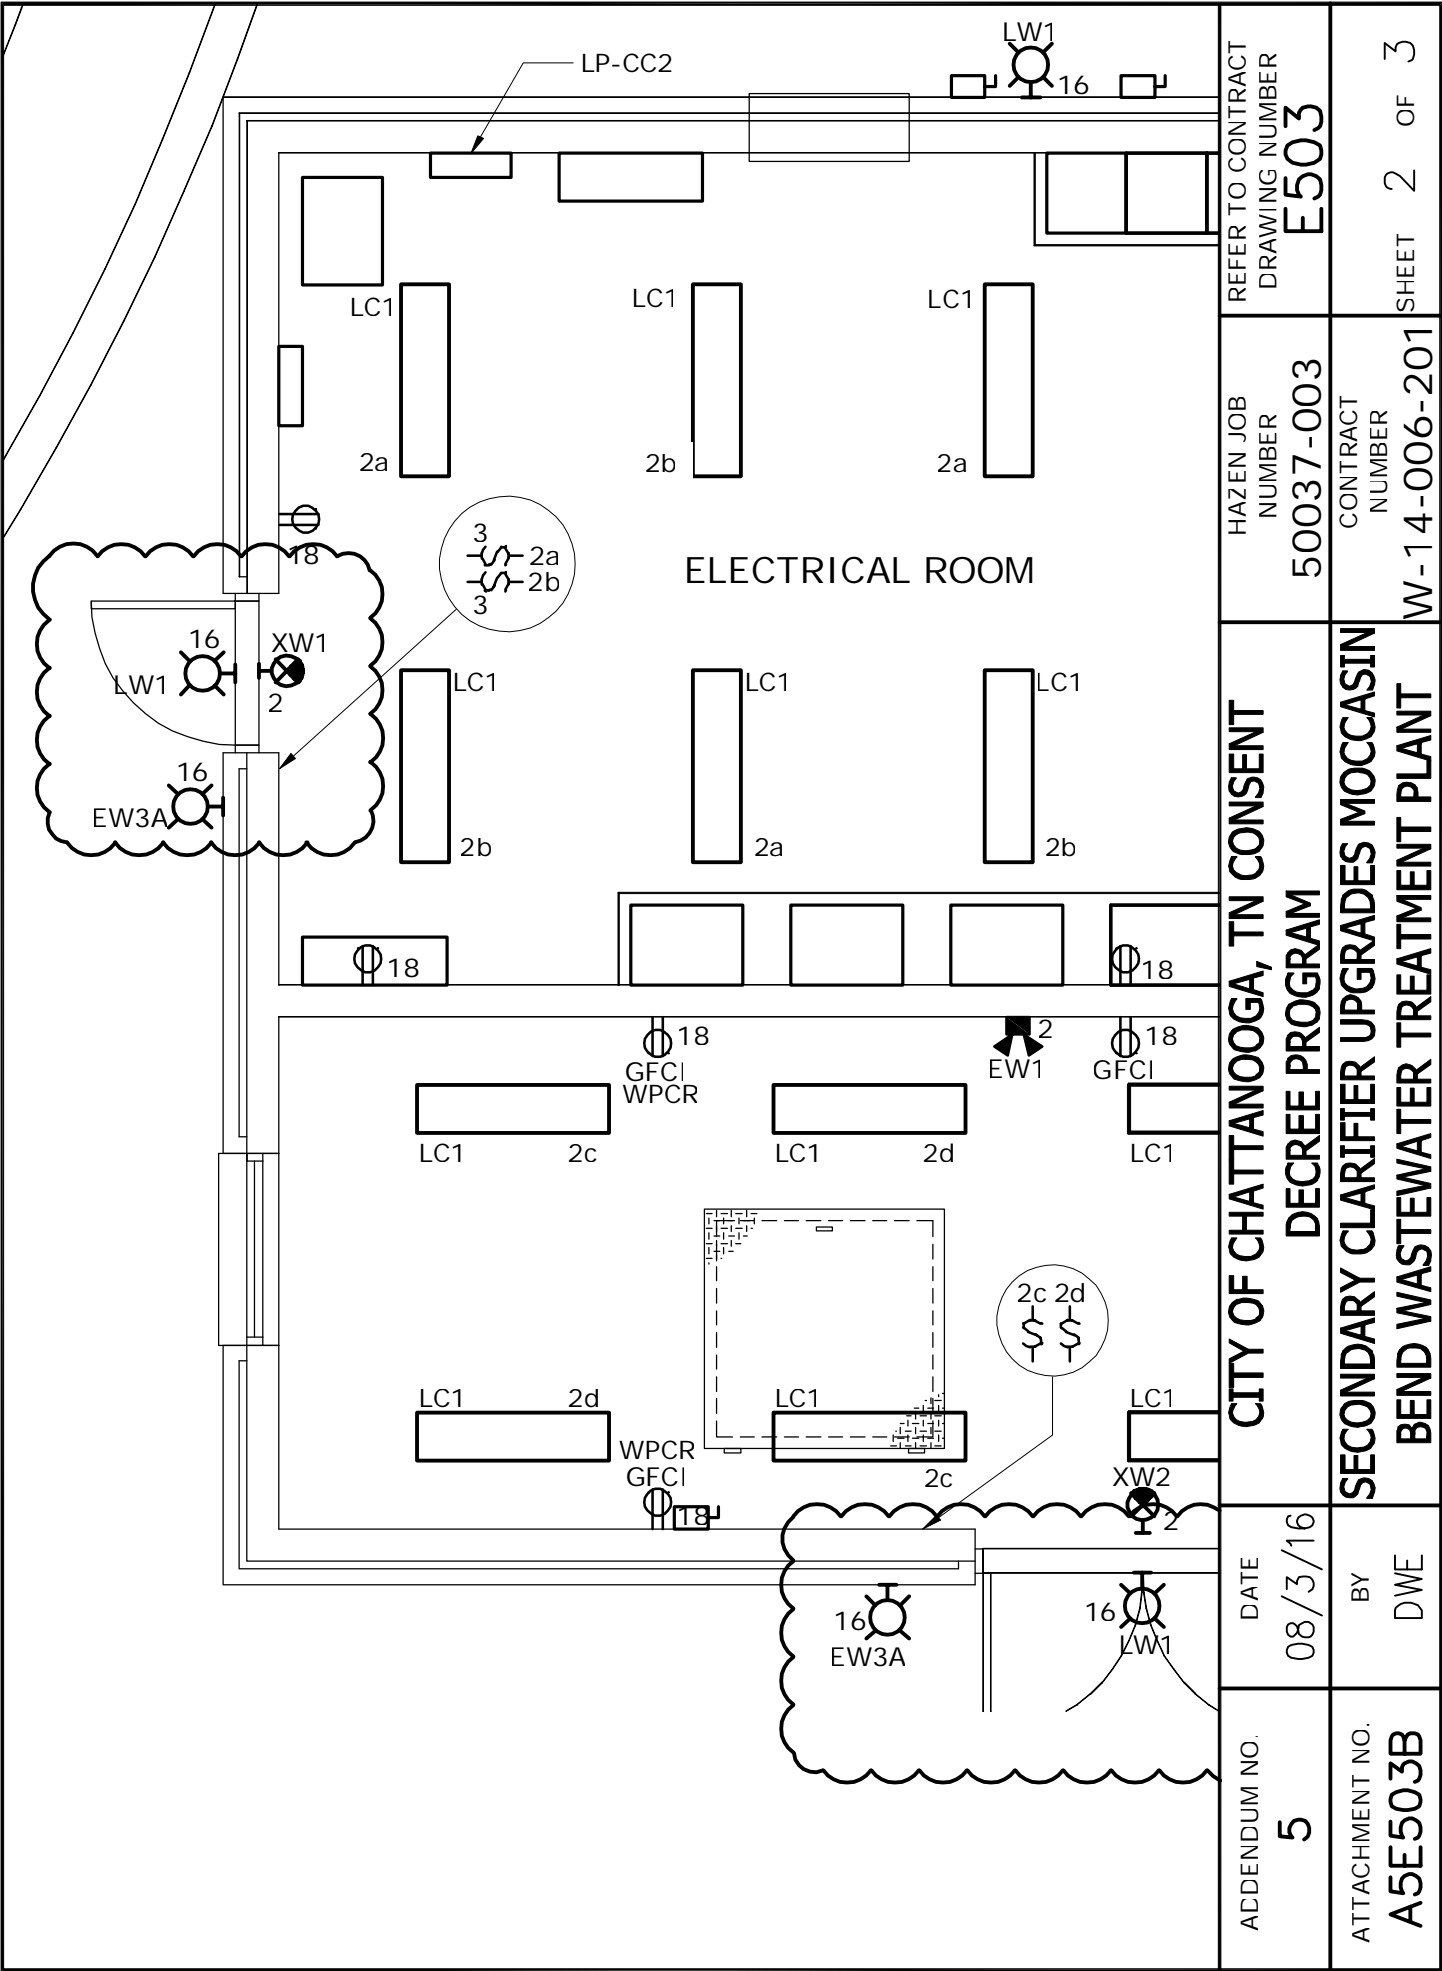 LW1
16
LP-CC2
LC1
LC1
LC1
2a
2b
2a
18
3
2a
2b
3
ELECTRICAL ROOM
16
XW1
LW1
2
LC1
LC1
LC1
16
EW3A
2b
2a
2b
18
18
18
GFCI
WPCR
2
EW1
18
GFCI
LC1
2c
LC1
2d
LC1
2c 2d
LC1
2d
LC1
LC1
WPCR
GFCI
18
2c
XW2
2
16
EW3A
16
LW1
REFER TO CONTRACT
DRAWING NUMBER
E503
SHEET 2 OF 3
HAZEN JOB
NUMBER
50037-003
CONTRACT
NUMBER
W-14-006-201
CITY OF CHATTANOOGA, TN CONSENT
DECREE PROGRAM
SECONDARY CLARIFIER UPGRADES MOCCASIN
BEND WASTEWATER TREATMENT PLANT
DATE
08/3/16
BY
DWE
ADDENDUM NO.
5
ATTACHMENT NO.
A5E503B